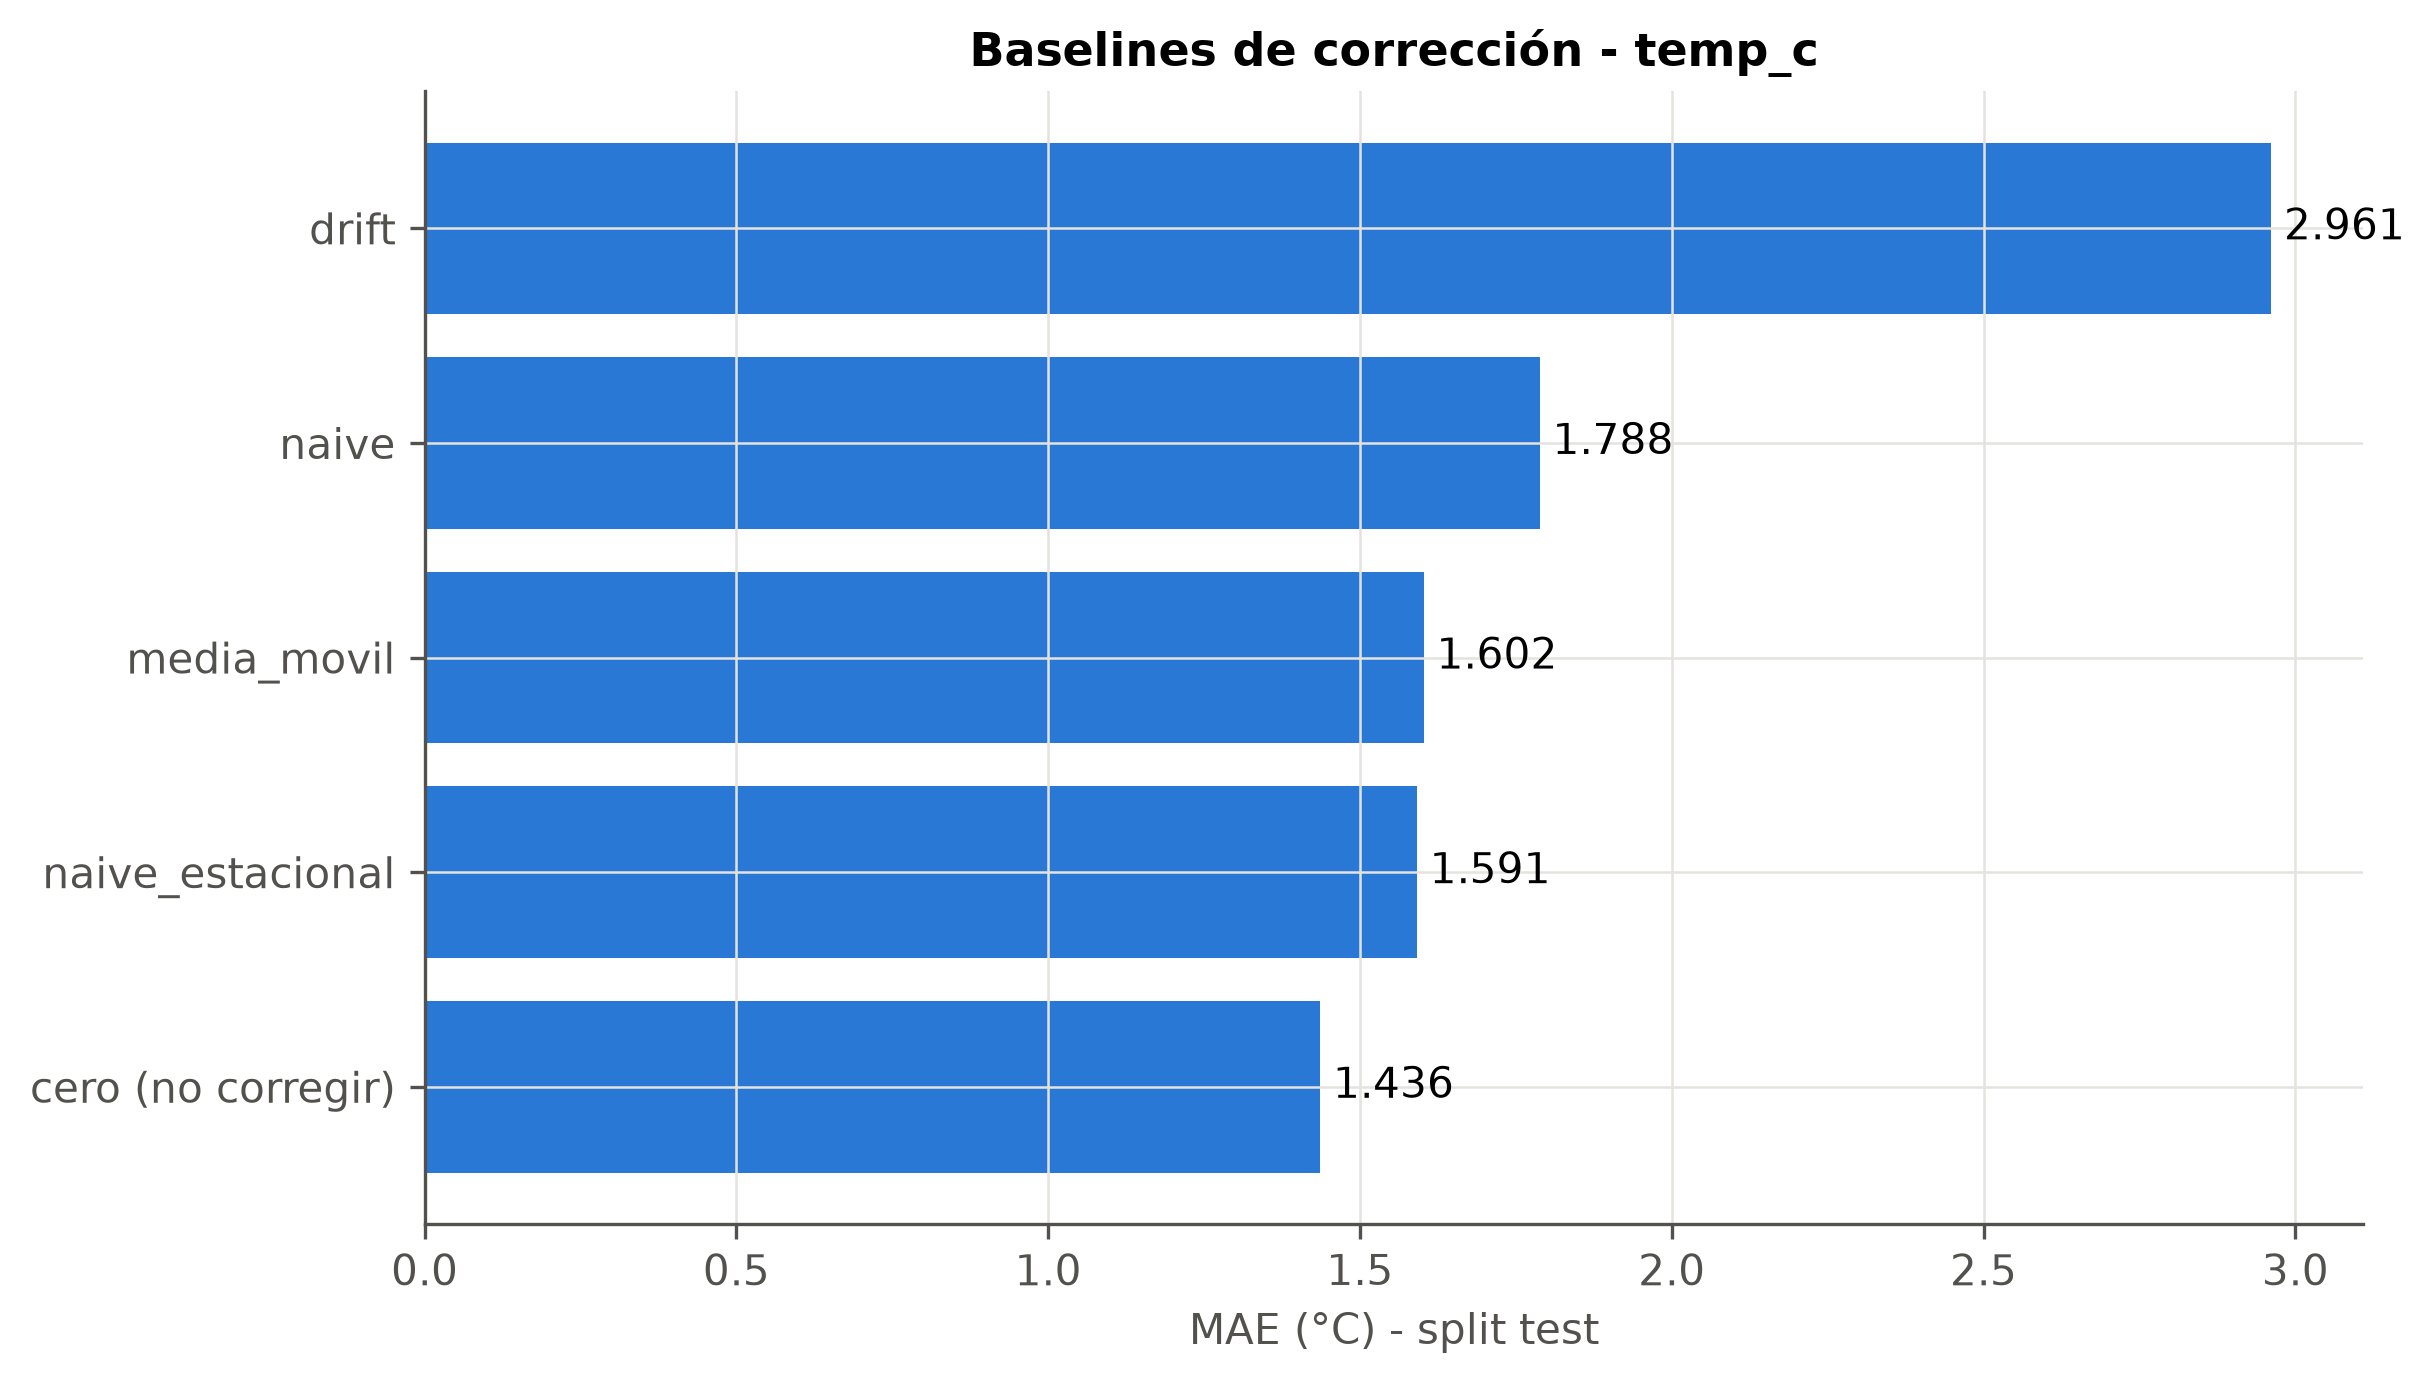 Baselines de corrección - temp_c
drift
2.961
naive
1.788
media_movil
1.602
naive_estacional
1.591
cero (no corregir)
1.436
0.0 0.5 1.0 1.5 2.0 2.5 3.0
MAE (°C) - split test